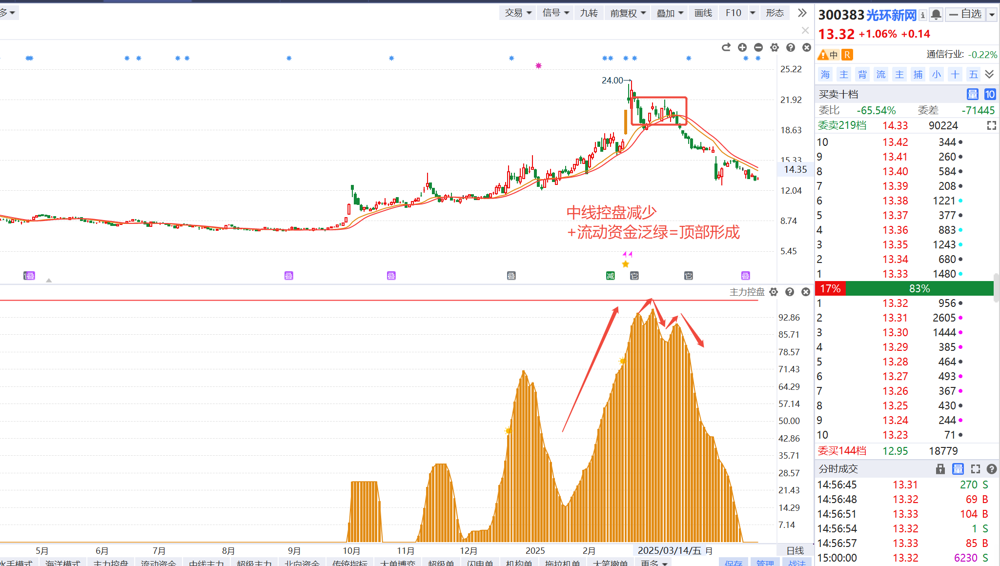 多
交易 信号 九转 前复权 叠加 画线 F10 形态
300383 光环新网 自选
13.32 +1.06% +0.14
中 R 通信行业: -0.22%
海 主 背 流 主 捕 小 十 五
买卖十档 量 10
委比 -65.54% 委差 -71445
委卖219档 14.33 90224
10 13.42 344
9 13.41 260
8 13.40 584
7 13.39 208
6 13.38 1221
5 13.37 377
4 13.36 883
3 13.35 1243
2 13.34 680
1 13.33 1480
17% 83%
1 13.32 956
2 13.31 2605
3 13.30 1444
4 13.29 385
5 13.28 464
6 13.27 493
7 13.26 367
8 13.25 430
9 13.24 244
10 13.23 71
委买144档 12.95 18779
分时成交 量
14:56:45 13.31 270 S
14:56:48 13.32 69 B
14:56:51 13.33 104 B
14:56:54 13.32 1 S
14:56:57 13.33 85 B
15:00:00 13.32 6230 S
25.22
24.00→
21.92
18.63
15.33
14.35
12.04
8.74
5.45
中线控盘减少
+流动资金泛绿=顶部形成
叠 叠 叠 叠 减 它 它 叠
主力控盘
92.86
85.71
78.57
71.43
64.29
57.14
50.00
42.86
35.71
28.57
21.43
14.29
7.14
5月 6月 7月 8月 9月 10月 11月 12月 2025 2月 2025/03/14/五 月 日线
水手模式 海洋模式 主力控盘 流动资金 中线主力 超级主力 北向资金 传统指标 大单博弈 超级单 闪电单 机构单 拖拉机单 大笔撤单 更多 保存 管理 战法